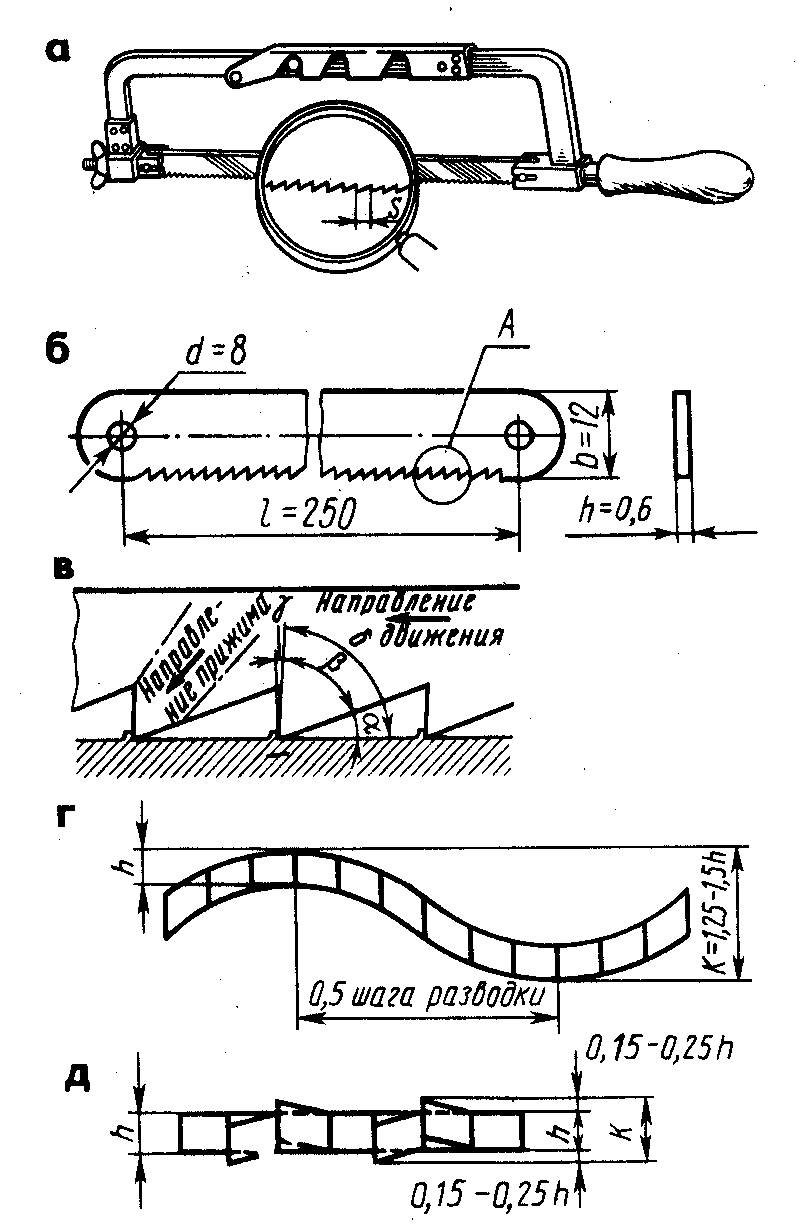 а
S
б
d=8
A
b=12
l=250
h=0,6
в
Направле-
ние прижима
γ
Направление
δ движения
β
α
г
h
K=1,25-1,5h
0,5 шага разводки
0,15-0,25h
д
h
h
K
0,15-0,25h